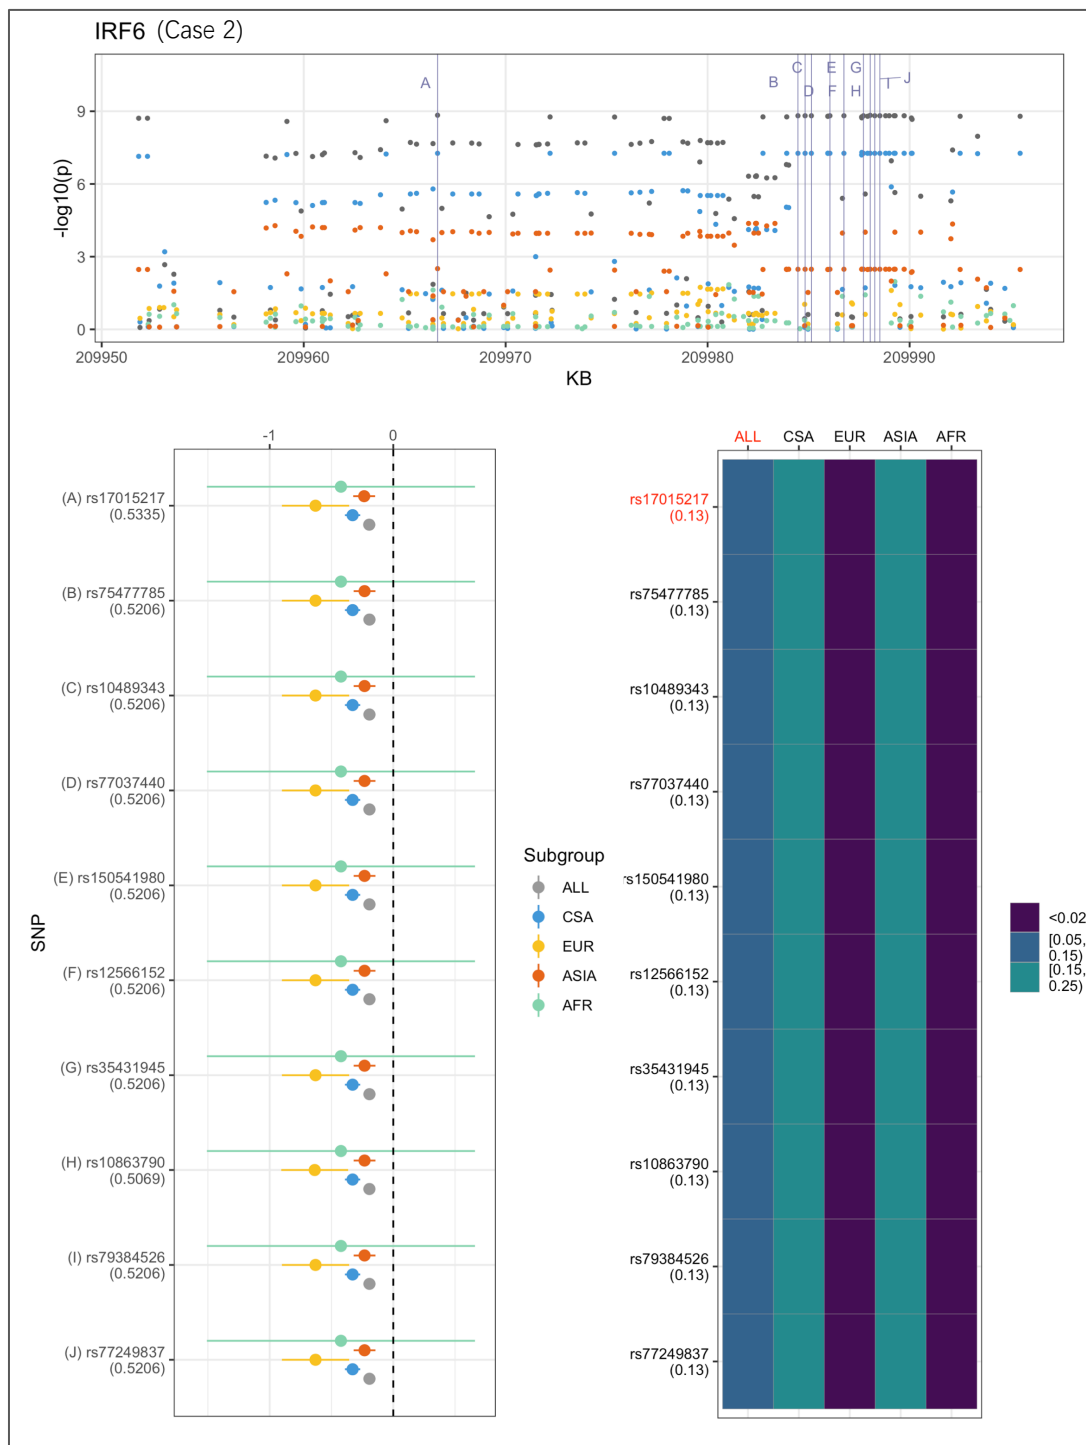 IRF6 (Case 2)
-log10(p)
9
6
3
0
A
B
C
D
E
F
G
H
I
J
209950
209960
209970
209980
209990
KB
-1
0
SNP
(A) rs17015217
(0.5335)
(B) rs75477785
(0.5206)
(C) rs10489343
(0.5206)
(D) rs77037440
(0.5206)
(E) rs150541980
(0.5206)
(F) rs12566152
(0.5206)
(G) rs35431945
(0.5206)
(H) rs10863790
(0.5069)
(I) rs79384526
(0.5206)
(J) rs77249837
(0.5206)
Subgroup
ALL
CSA
EUR
ASIA
AFR
ALL CSA EUR ASIA AFR
rs17015217
(0.13)
rs75477785
(0.13)
rs10489343
(0.13)
rs77037440
(0.13)
rs150541980
(0.13)
rs12566152
(0.13)
rs35431945
(0.13)
rs10863790
(0.13)
rs79384526
(0.13)
rs77249837
(0.13)
<0.02
[0.05,
0.15)
[0.15,
0.25)